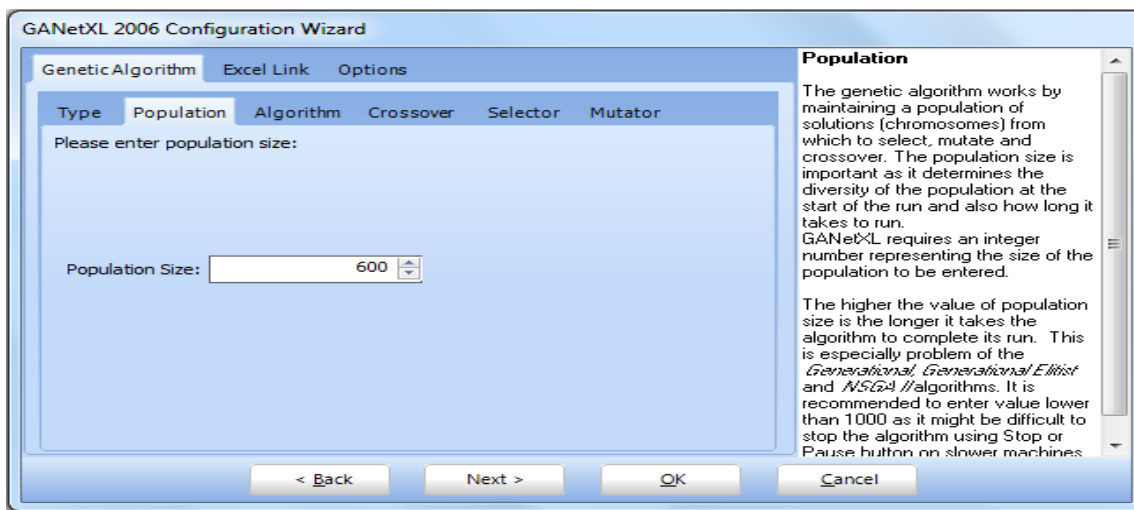 GANetXL 2006 Configuration Wizard
Genetic Algorithm Excel Link Options
Type Population Algorithm Crossover Selector Mutator
Please enter population size:
Population Size: 600
< Back Next > OK Cancel
Population
The genetic algorithm works by
maintaining a population of
solutions (chromosomes) from
which to select, mutate and
crossover. The population size is
important as it determines the
diversity of the population at the
start of the run and also how long it
takes to run.
GANetXL requires an integer
number representing the size of the
population to be entered.
The higher the value of population
size is the longer it takes the
algorithm to complete its run. This
is especially problem of the
Generational, Generational Elitist
and NSGA II algorithms. It is
recommended to enter value lower
than 1000 as it might be difficult to
stop the algorithm using Stop or
Pause button on slower machines